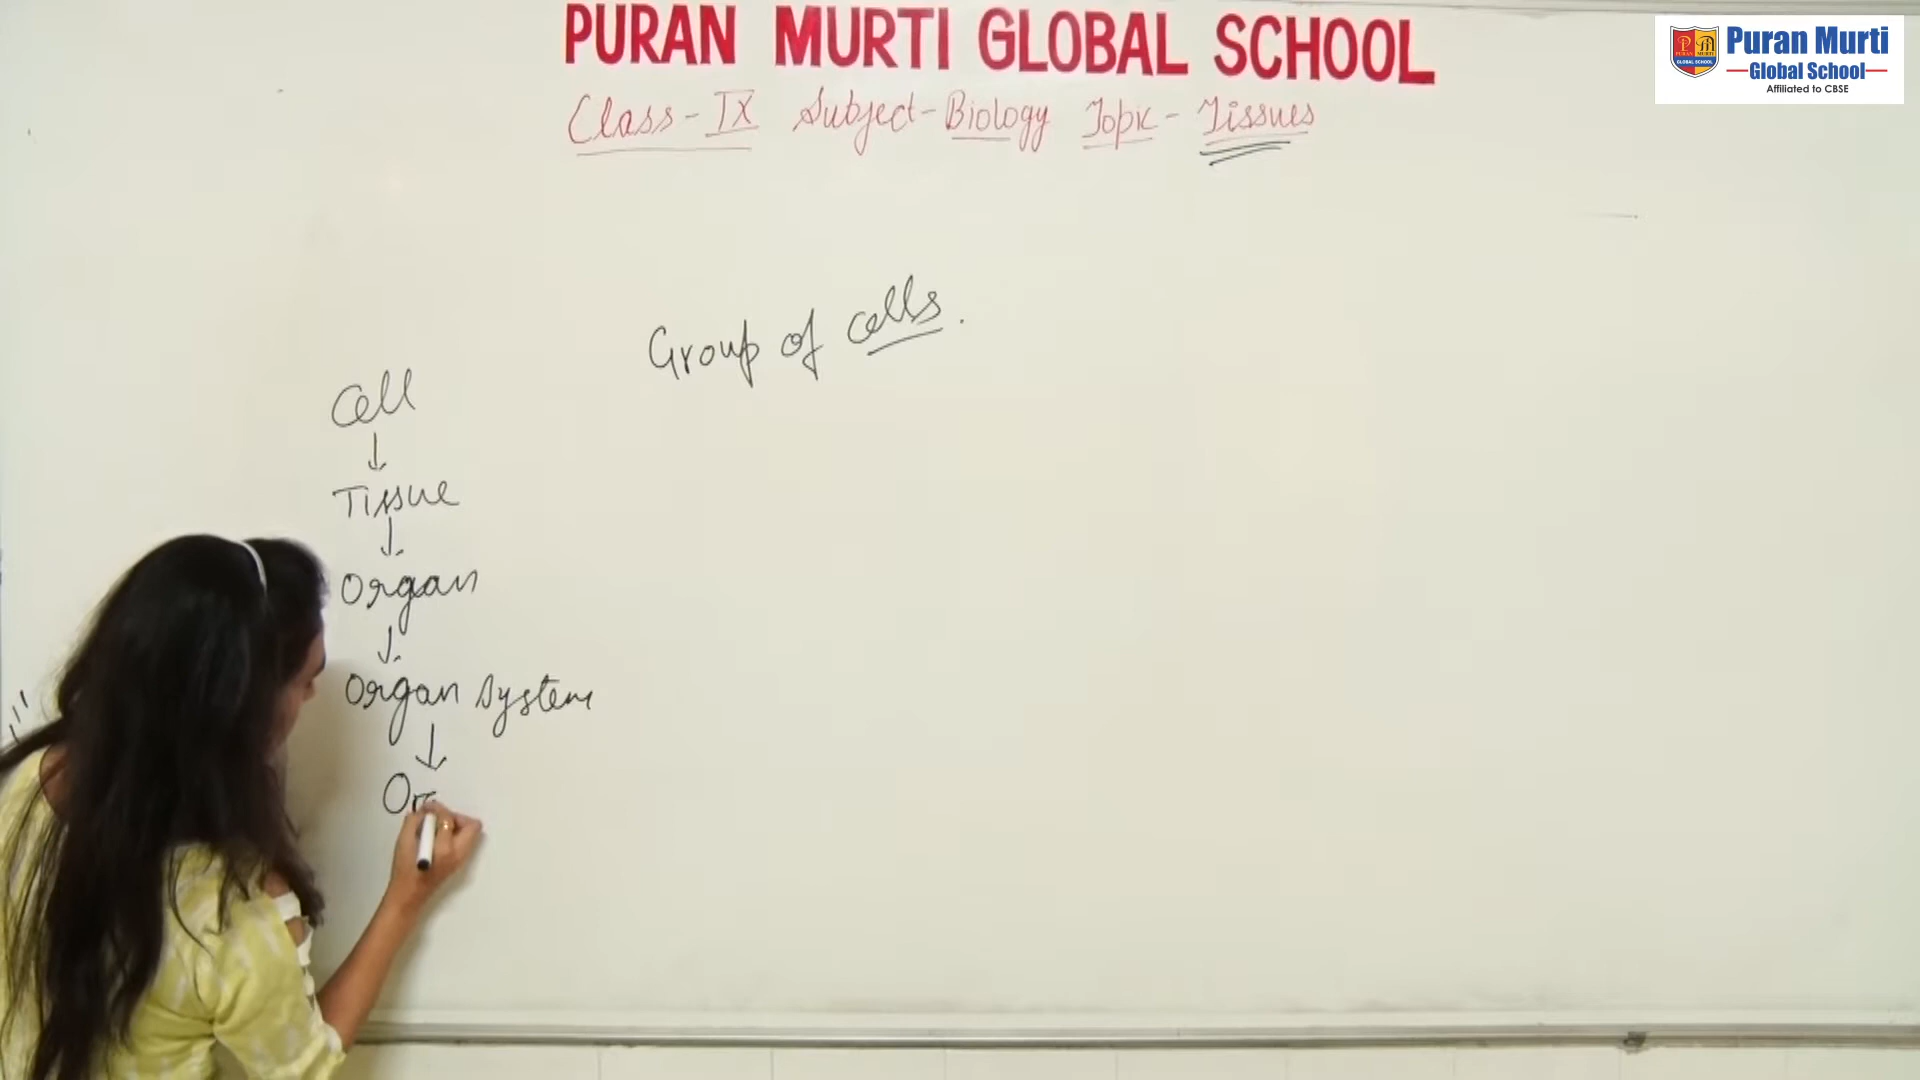 PURAN MURTI GLOBAL SCHOOL
Puran Murti
Global School
Affiliated to CBSE
Class - IX Subject - Biology Topic - Tissues
Group of cells.
Cell
↓
Tissue
↓
Organ
↓
Organ System
↓
Or